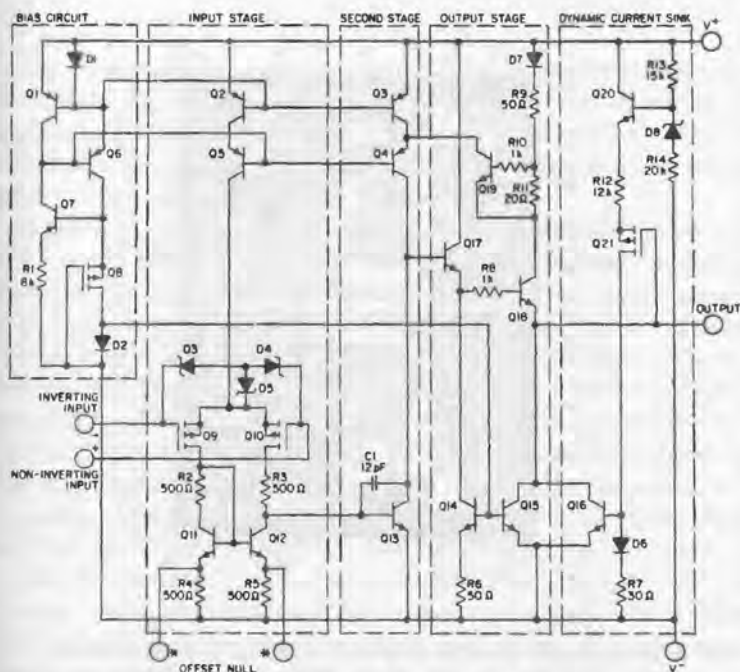 BIAS CIRCUIT
INPUT STAGE
SECOND STAGE
OUTPUT STAGE
DYNAMIC CURRENT SINK
V+
D1
D7
R13
15k
Q1
Q2
Q3
R9
50Ω
Q20
D8
Q6
Q5
Q4
R10
1k
R14
20k
Q19
R11
20Ω
R12
12k
Q7
Q17
Q21
R1
8k
Q8
R8
1k
Q18
OUTPUT
D2
D3
D4
D5
INVERTING
INPUT
-
Q9
Q10
+
NON-INVERTING
INPUT
C1
12pF
R2
500Ω
R3
500Ω
Q14
Q15
Q16
Q11
Q12
Q13
D6
R4
500Ω
R5
500Ω
R6
50Ω
R7
30Ω
*
*
OFFSET NULL
V-